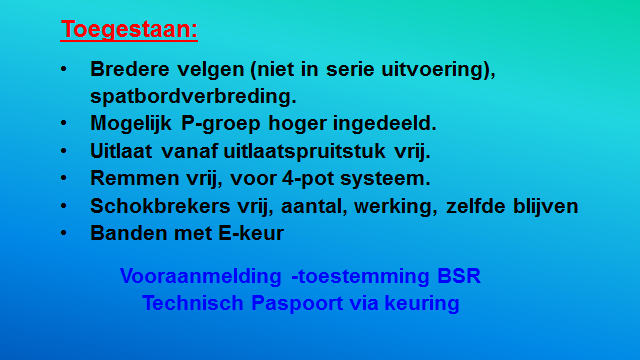 Toegestaan:
• Bredere velgen (niet in serie uitvoering),
spatbordverbreding.
• Mogelijk P-groep hoger ingedeeld.
• Uitlaat vanaf uitlaatspruitstuk vrij.
• Remmen vrij, voor 4-pot systeem.
• Schokbrekers vrij, aantal, werking, zelfde blijven
• Banden met E-keur
Vooraanmelding -toestemming BSR
Technisch Paspoort via keuring